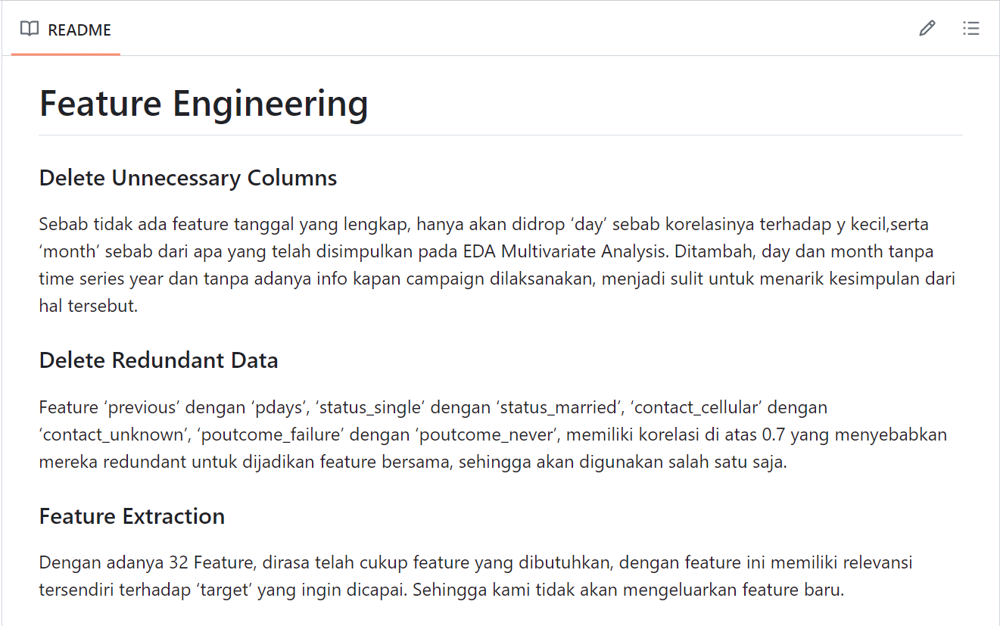 README
Feature Engineering
Delete Unnecessary Columns
Sebab tidak ada feature tanggal yang lengkap, hanya akan didrop ‘day’ sebab korelasinya terhadap y kecil,serta
‘month’ sebab dari apa yang telah disimpulkan pada EDA Multivariate Analysis. Ditambah, day dan month tanpa
time series year dan tanpa adanya info kapan campaign dilaksanakan, menjadi sulit untuk menarik kesimpulan dari
hal tersebut.
Delete Redundant Data
Feature ‘previous’ dengan ‘pdays’, ‘status_single’ dengan ‘status_married’, ‘contact_cellular’ dengan
‘contact_unknown’, ‘poutcome_failure’ dengan ‘poutcome_never’, memiliki korelasi di atas 0.7 yang menyebabkan
mereka redundant untuk dijadikan feature bersama, sehingga akan digunakan salah satu saja.
Feature Extraction
Dengan adanya 32 Feature, dirasa telah cukup feature yang dibutuhkan, dengan feature ini memiliki relevansi
tersendiri terhadap ‘target’ yang ingin dicapai. Sehingga kami tidak akan mengeluarkan feature baru.